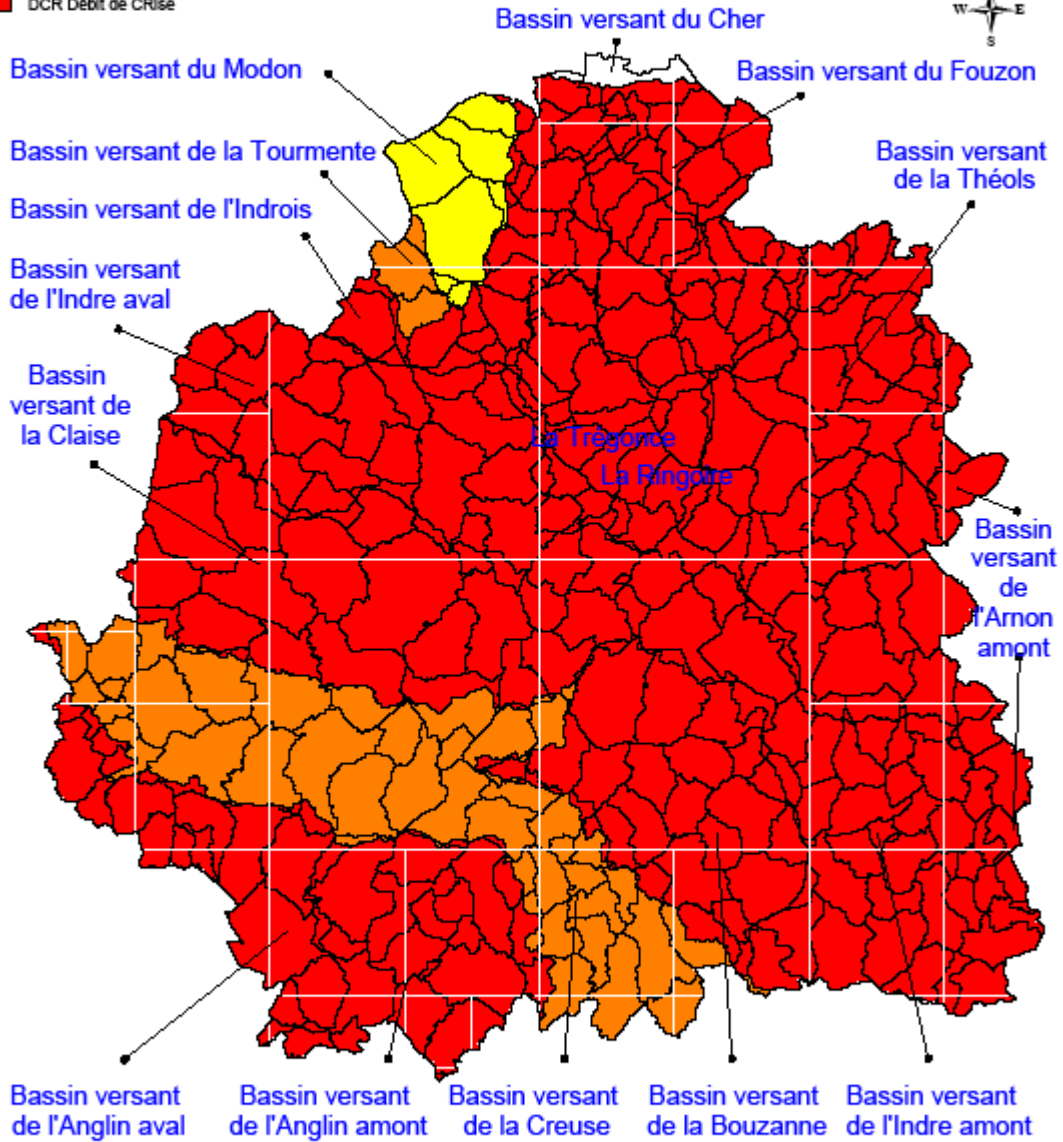 DCR Débit de CRise
W E
S
Bassin versant du Cher
Bassin versant du Modon
Bassin versant du Fouzon
Bassin versant de la Tourmente
Bassin versant
de la Théols
Bassin versant de l'Indrois
Bassin versant
de l'Indre aval
Bassin
versant de
la Claise
La Trégonce
La Ringoire
Bassin
versant
de
l'Arnon
amont
Bassin versant
de l'Anglin aval
Bassin versant
de l'Anglin amont
Bassin versant
de la Creuse
Bassin versant
de la Bouzanne
Bassin versant
de l'Indre amont